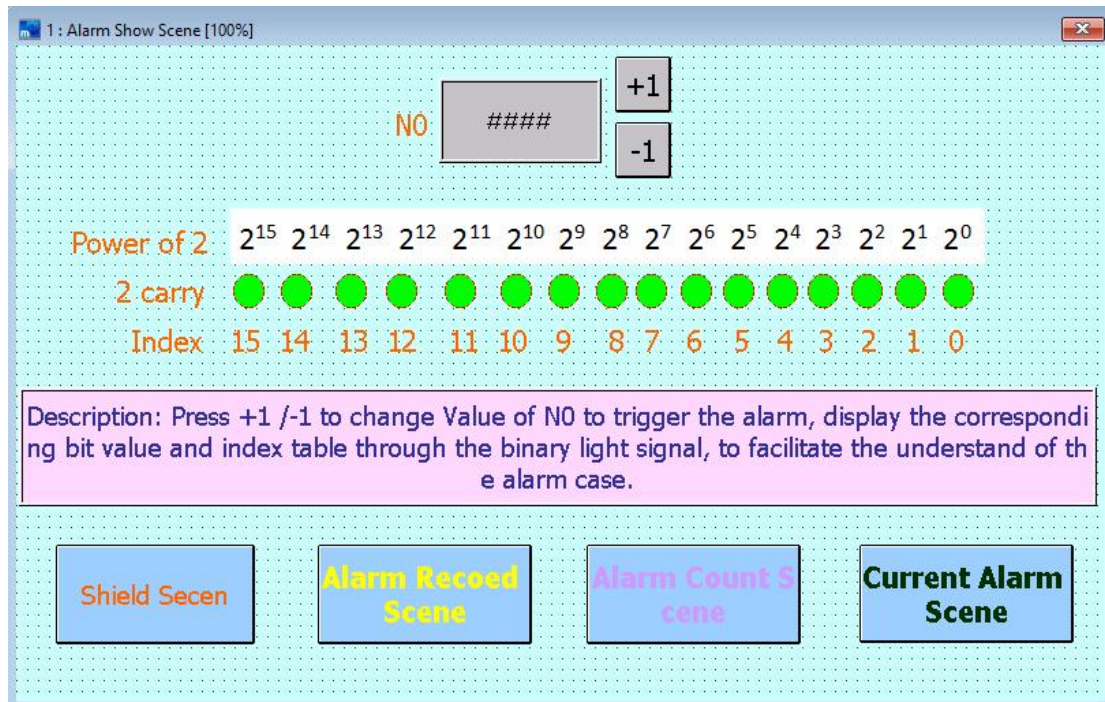 1 : Alarm Show Scene [100%]
+1
N0 ####
-1
Power of 2 2¹⁵ 2¹⁴ 2¹³ 2¹² 2¹¹ 2¹⁰ 2⁹ 2⁸ 2⁷ 2⁶ 2⁵ 2⁴ 2³ 2² 2¹ 2⁰
2 carry
Index 15 14 13 12 11 10 9 8 7 6 5 4 3 2 1 0
Description: Press +1 /-1 to change Value of N0 to trigger the alarm, display the correspondi
ng bit value and index table through the binary light signal, to facilitate the understand of th
e alarm case.
Shield Secen
Alarm Recoed
Scene
Alarm Count S
cene
Current Alarm
Scene